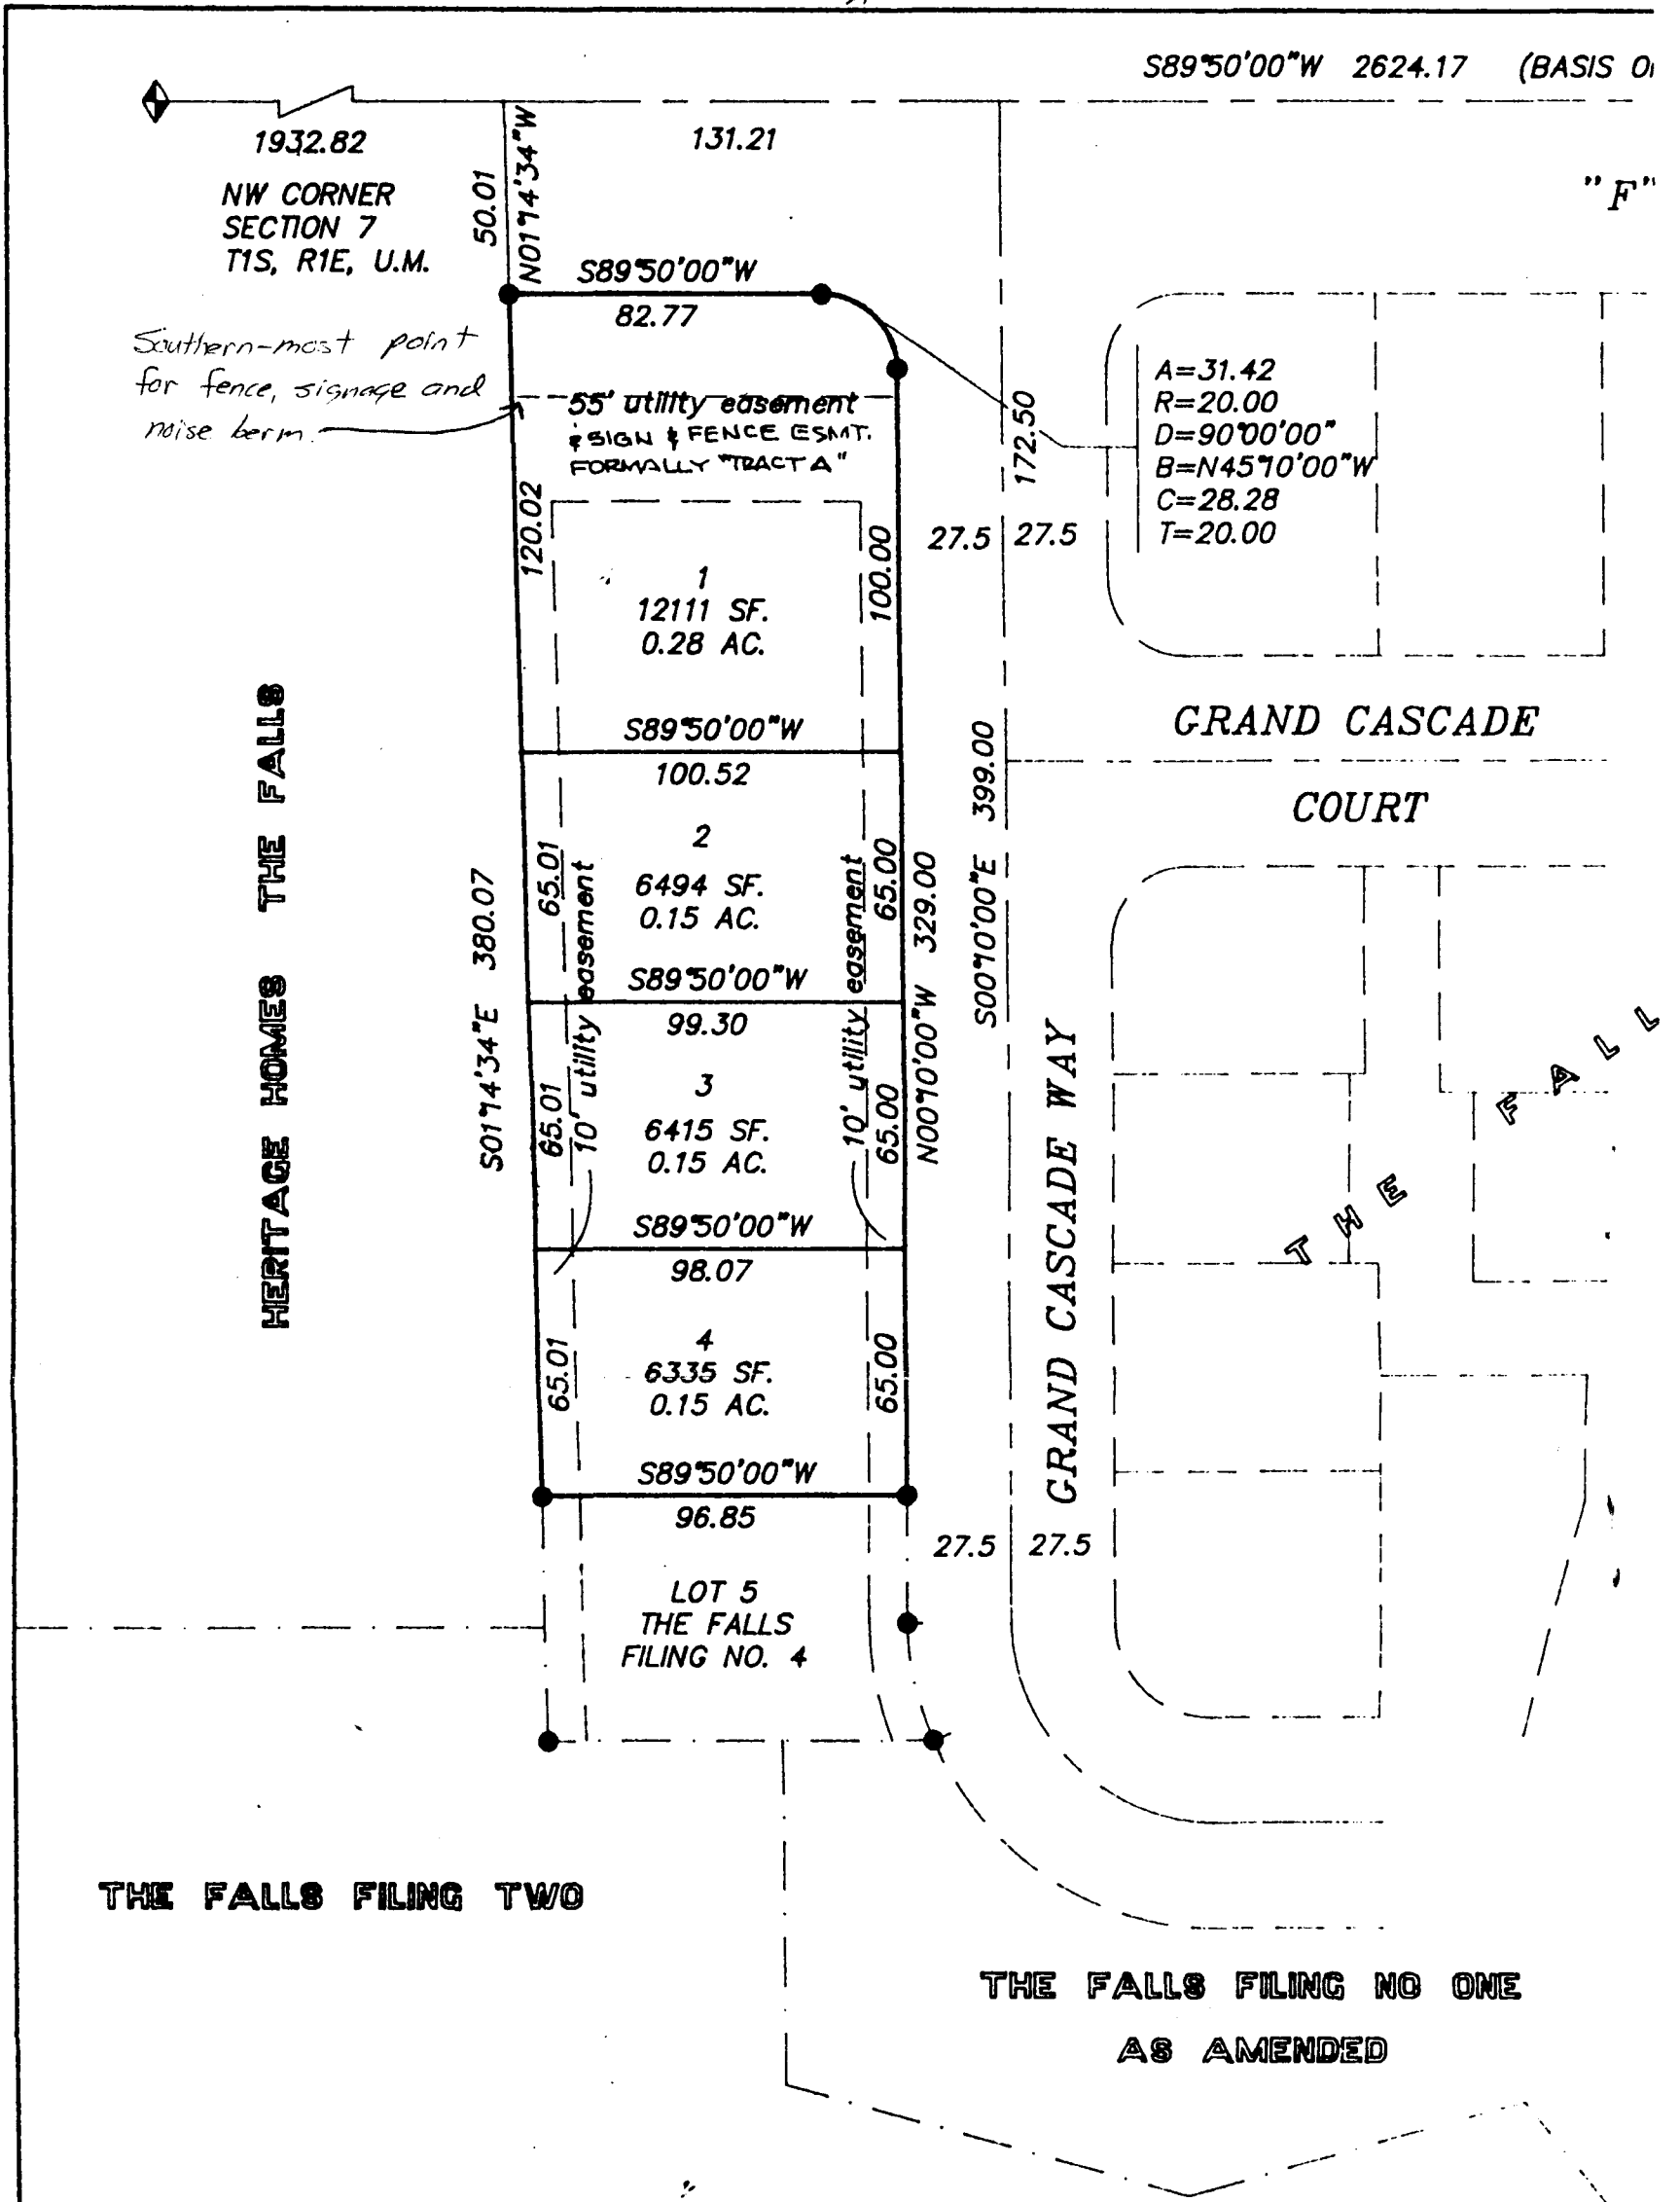 S89°50'00"W 2624.17 (BASIS O
1932.82
131.21
NW CORNER
SECTION 7
T1S, R1E, U.M.
50.01
N01°14'34"W
"F"
S89°50'00"W
82.77
Southern-most point
for fence, signage and
noise berm.
55' utility easement
& SIGN & FENCE ESMT.
FORMALLY "TRACT A"
A=31.42
R=20.00
D=90°00'00"
B=N45°10'00"W
C=28.28
T=20.00
172.50
27.5 27.5
120.02
100.00
1
12111 SF.
0.28 AC.
S89°50'00"W
100.52
GRAND CASCADE
COURT
HERITAGE HOMES THE FALLS
S01°14'34"E 380.07
65.01
2
6494 SF.
0.15 AC.
65.00
N00°10'00"W 329.00
S00°10'00"E 399.00
S89°50'00"W
99.30
10' utility easement
10' utility easement
65.01
3
6415 SF.
0.15 AC.
65.00
S89°50'00"W
98.07
GRAND CASCADE WAY
THE FALL
65.01
4
6335 SF.
0.15 AC.
65.00
S89°50'00"W
96.85
27.5 27.5
LOT 5
THE FALLS
FILING NO. 4
THE FALLS FILING TWO
THE FALLS FILING NO ONE
AS AMENDED